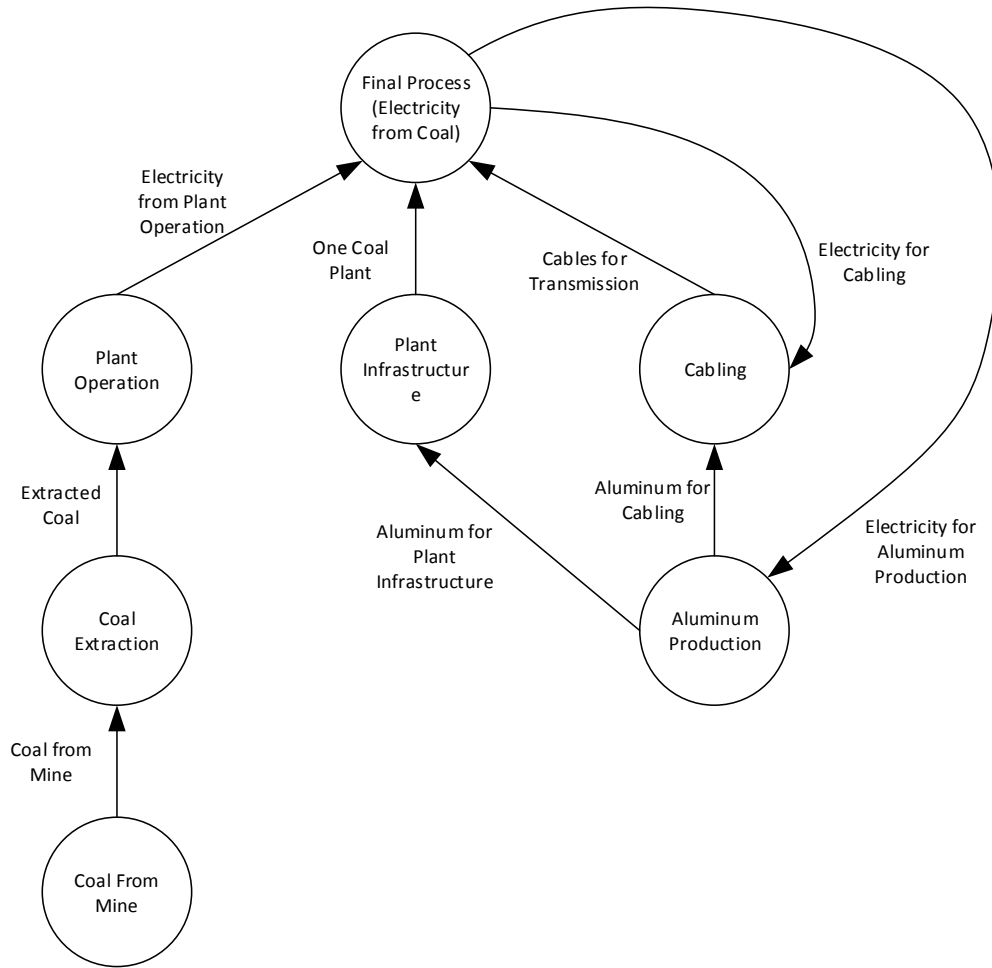 Final Process
(Electricity
from Coal)
Electricity
from Plant
Operation
One Coal
Plant
Cables for
Transmission
Electricity for
Cabling
Plant
Operation
Plant
Infrastructur
e
Cabling
Extracted
Coal
Aluminum for
Plant
Infrastructure
Aluminum for
Cabling
Electricity for
Aluminum
Production
Coal
Extraction
Aluminum
Production
Coal from
Mine
Coal From
Mine